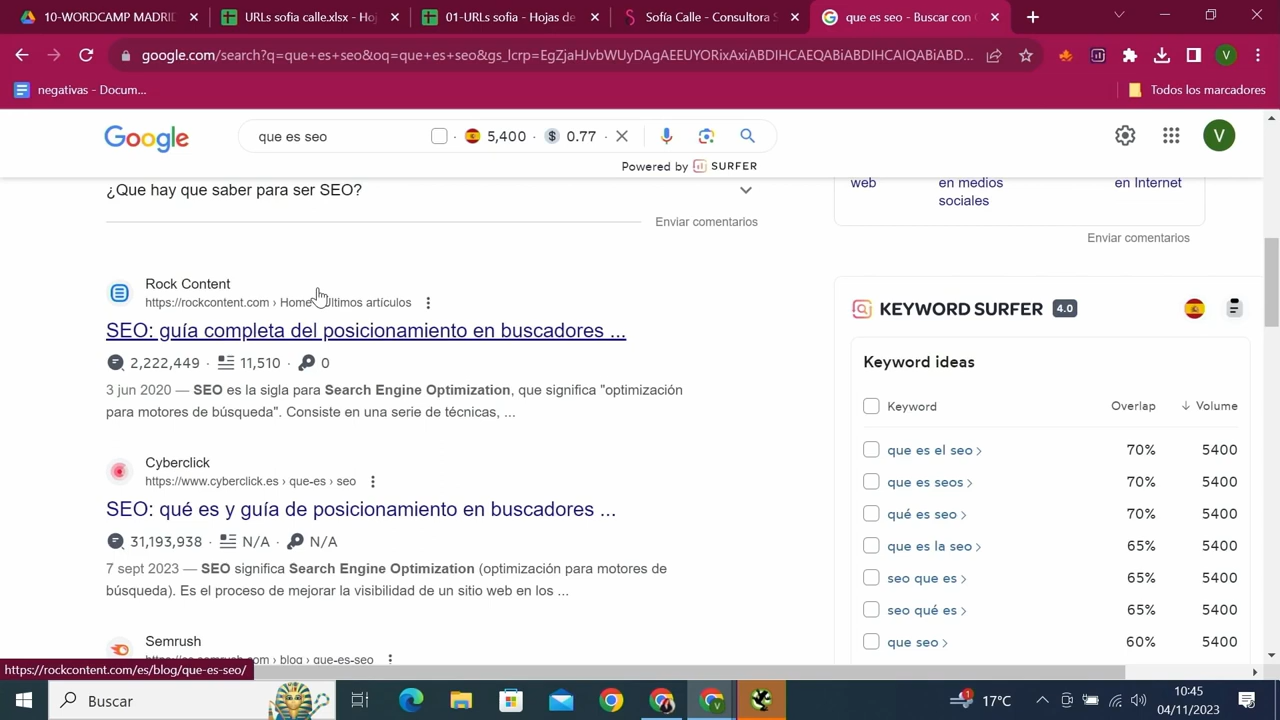 10-WORDCAMP MADRID
URLs sofia calle.xlsx - Hoj
01-URLs sofia - Hojas de
Sofía Calle - Consultora S
que es seo - Buscar con G
google.com/search?q=que+es+seo&oq=que+es+seo&gs_lcrp=EgZjaHJvbWUyDAgAEEUYORixAxiABDIHCAEQABiABDIHCAIQABiABD...
negativas - Docum...
Todos los marcadores
Google
que es seo
5,400 · $ 0.77 ·
V
Powered by SURFER
¿Que hay que saber para ser SEO?
Enviar comentarios
web
en medios sociales
en Internet
Enviar comentarios
Rock Content
https://rockcontent.com › Home Últimos artículos
SEO: guía completa del posicionamiento en buscadores ...
2,222,449 · 11,510 · 0
3 jun 2020 — SEO es la sigla para Search Engine Optimization, que significa "optimización
para motores de búsqueda". Consiste en una serie de técnicas, ...
Cyberclick
https://www.cyberclick.es › que-es › seo
SEO: qué es y guía de posicionamiento en buscadores ...
31,193,938 · N/A · N/A
7 sept 2023 — SEO significa Search Engine Optimization (optimización para motores de
búsqueda). Es el proceso de mejorar la visibilidad de un sitio web en los ...
Semrush
https://es.semrush.com › blog › que-es-seo
KEYWORD SURFER 4.0
Keyword ideas
Keyword Overlap ↓ Volume
que es el seo › 70% 5400
que es seos › 70% 5400
qué es seo › 70% 5400
que es la seo › 65% 5400
seo que es › 65% 5400
seo qué es › 65% 5400
que seo › 60% 5400
https://rockcontent.com/es/blog/que-es-seo/
Buscar
1
17°C
10:45
04/11/2023